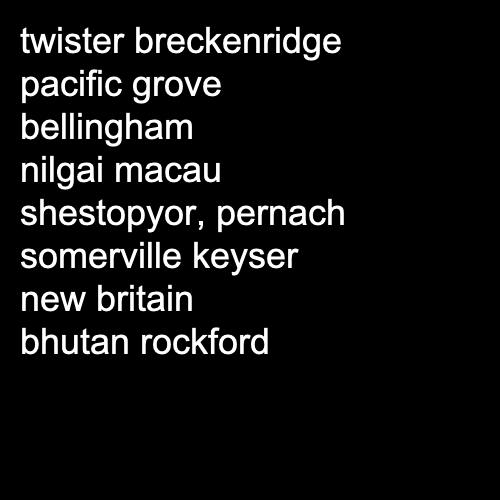 twister breckenridge
pacific grove
bellingham
nilgai macau
shestopyor, pernach
somerville keyser
new britain
bhutan rockford